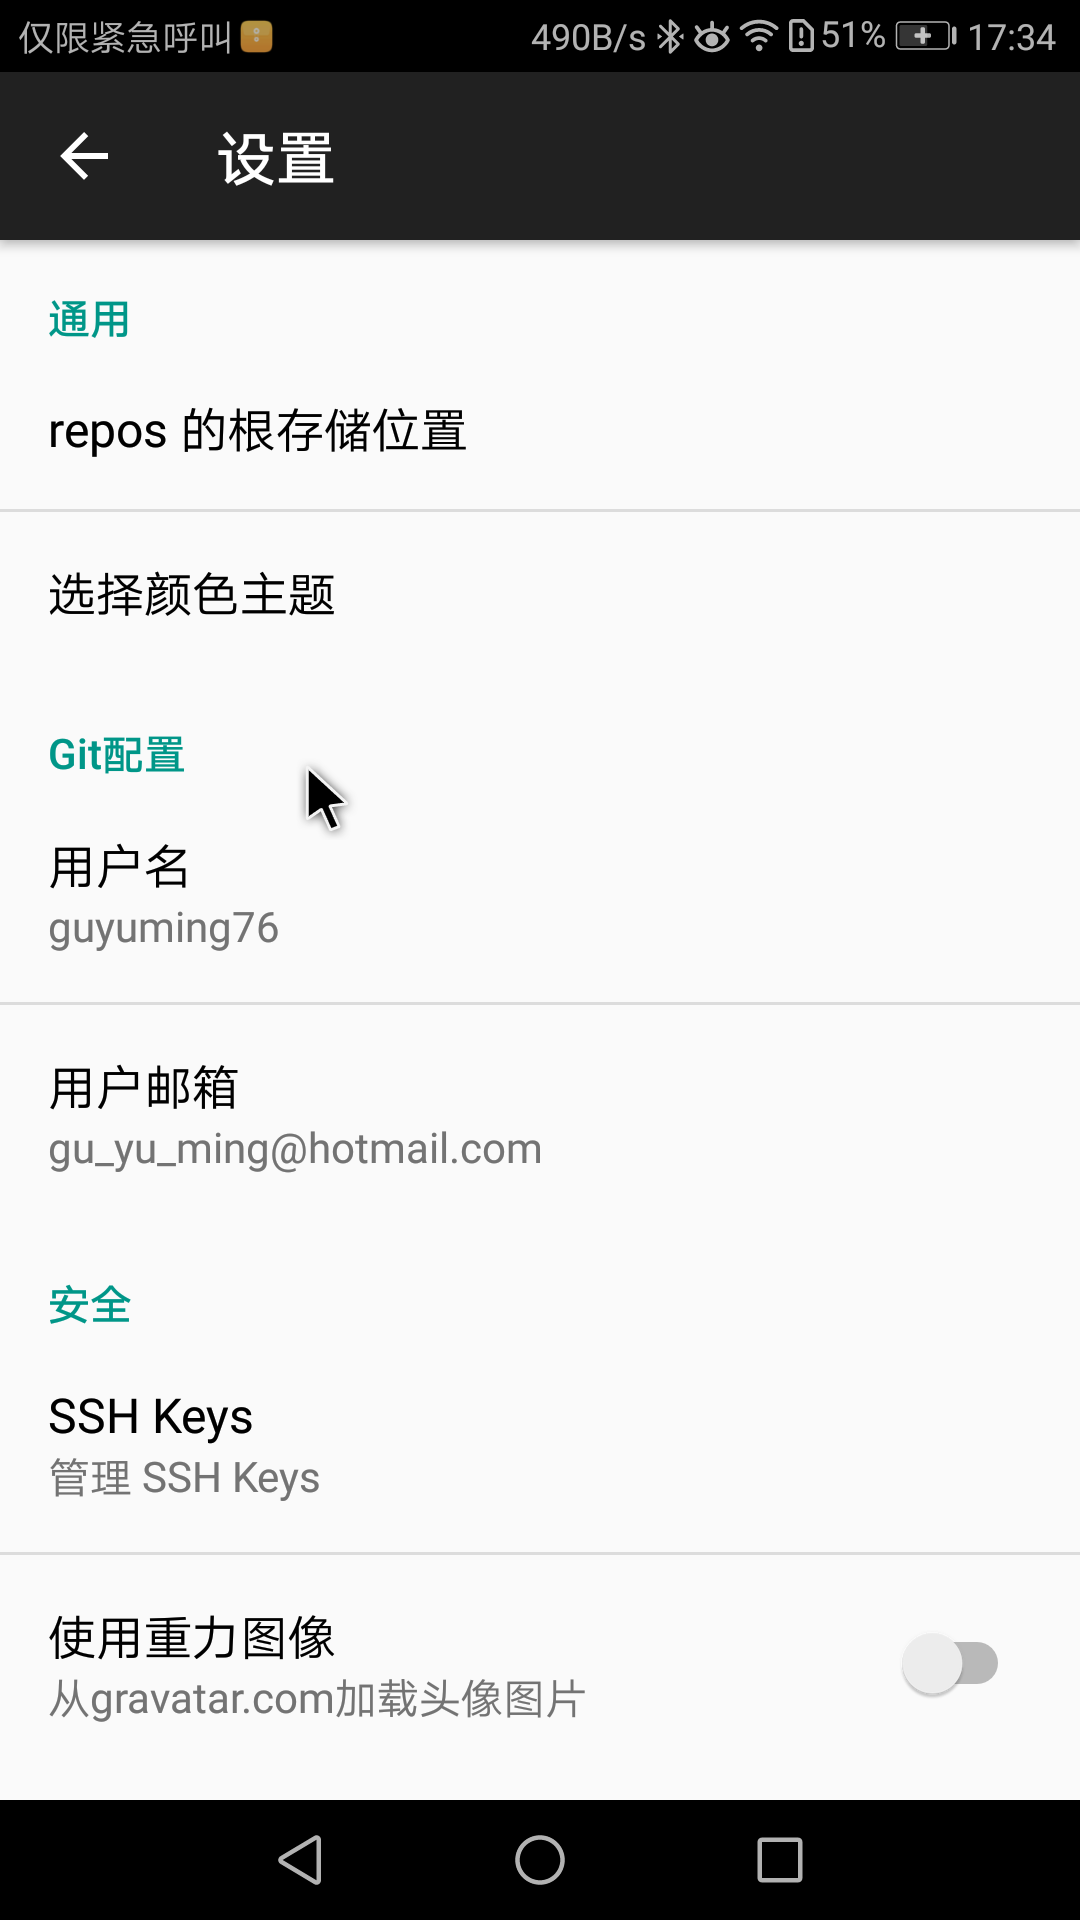 仅限紧急呼叫 490B/s 51% 17:34
设置
通用
repos 的根存储位置
选择颜色主题
Git配置
用户名
guyuming76
用户邮箱
gu_yu_ming@hotmail.com
安全
SSH Keys
管理 SSH Keys
使用重力图像
从gravatar.com加载头像图片